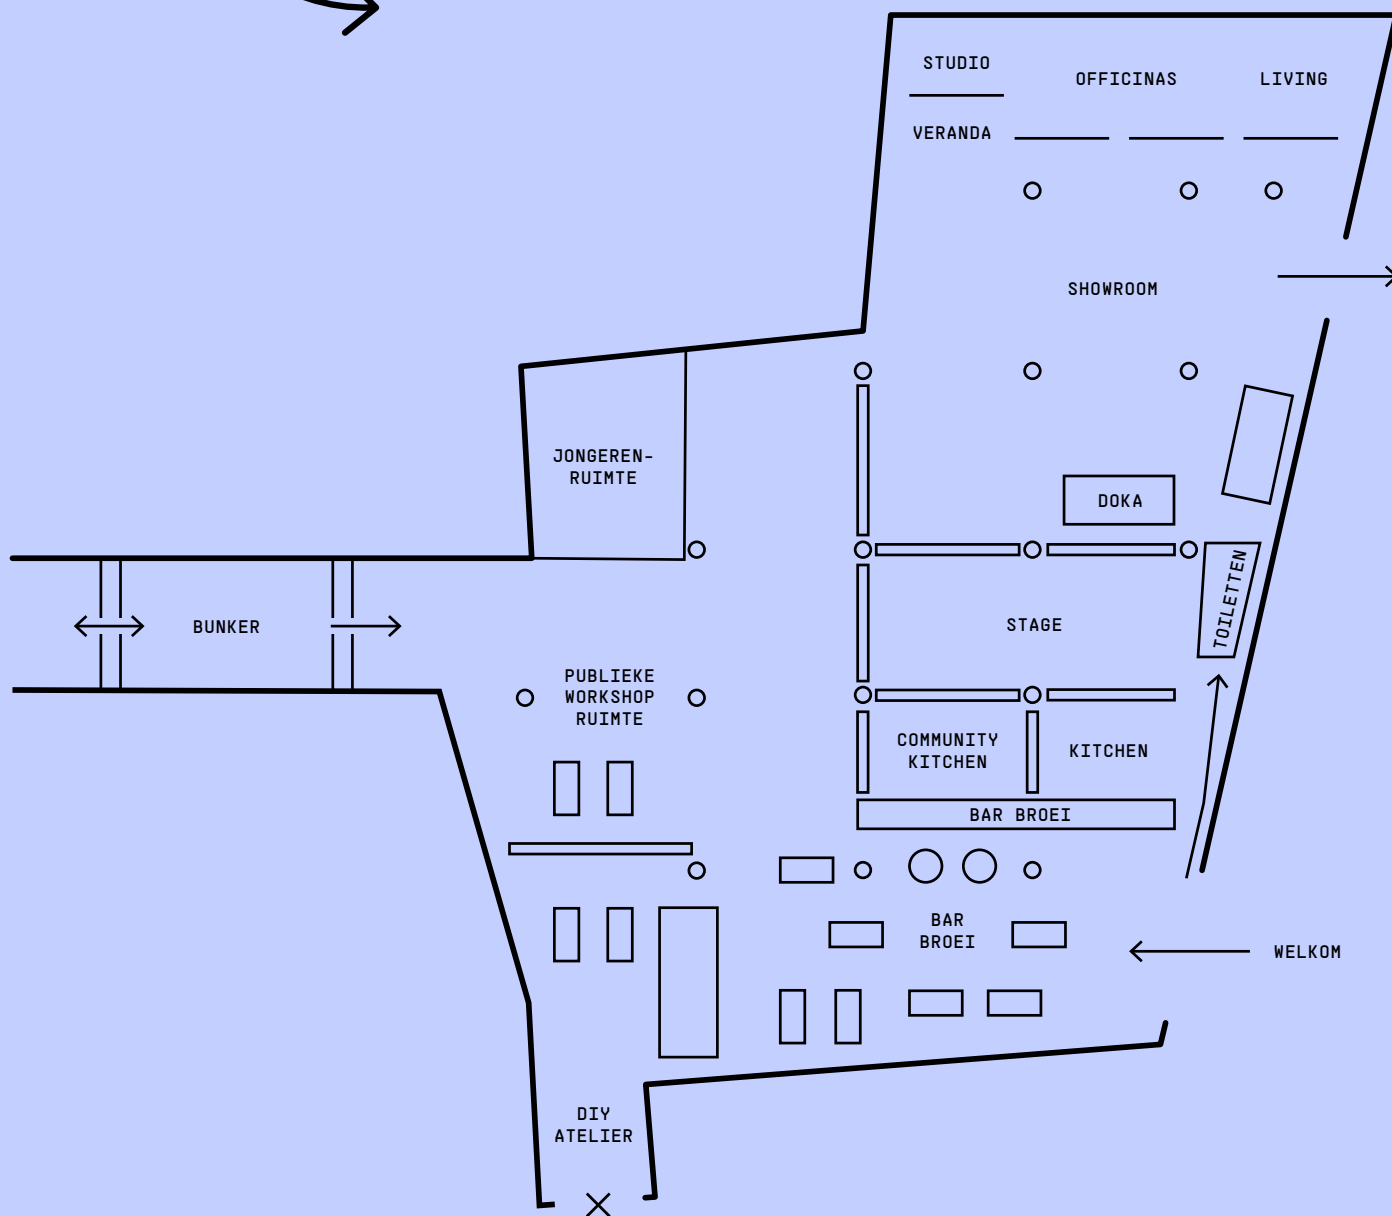 STUDIO
OFFICINAS
LIVING
VERANDA
SHOWROOM
JONGEREN-
RUIMTE
DOKA
TOILETTEN
STAGE
BUNKER
PUBLIEKE
WORKSHOP
RUIMTE
COMMUNITY
KITCHEN
KITCHEN
BAR BROEI
BAR
BROEI
WELKOM
DIY
ATELIER